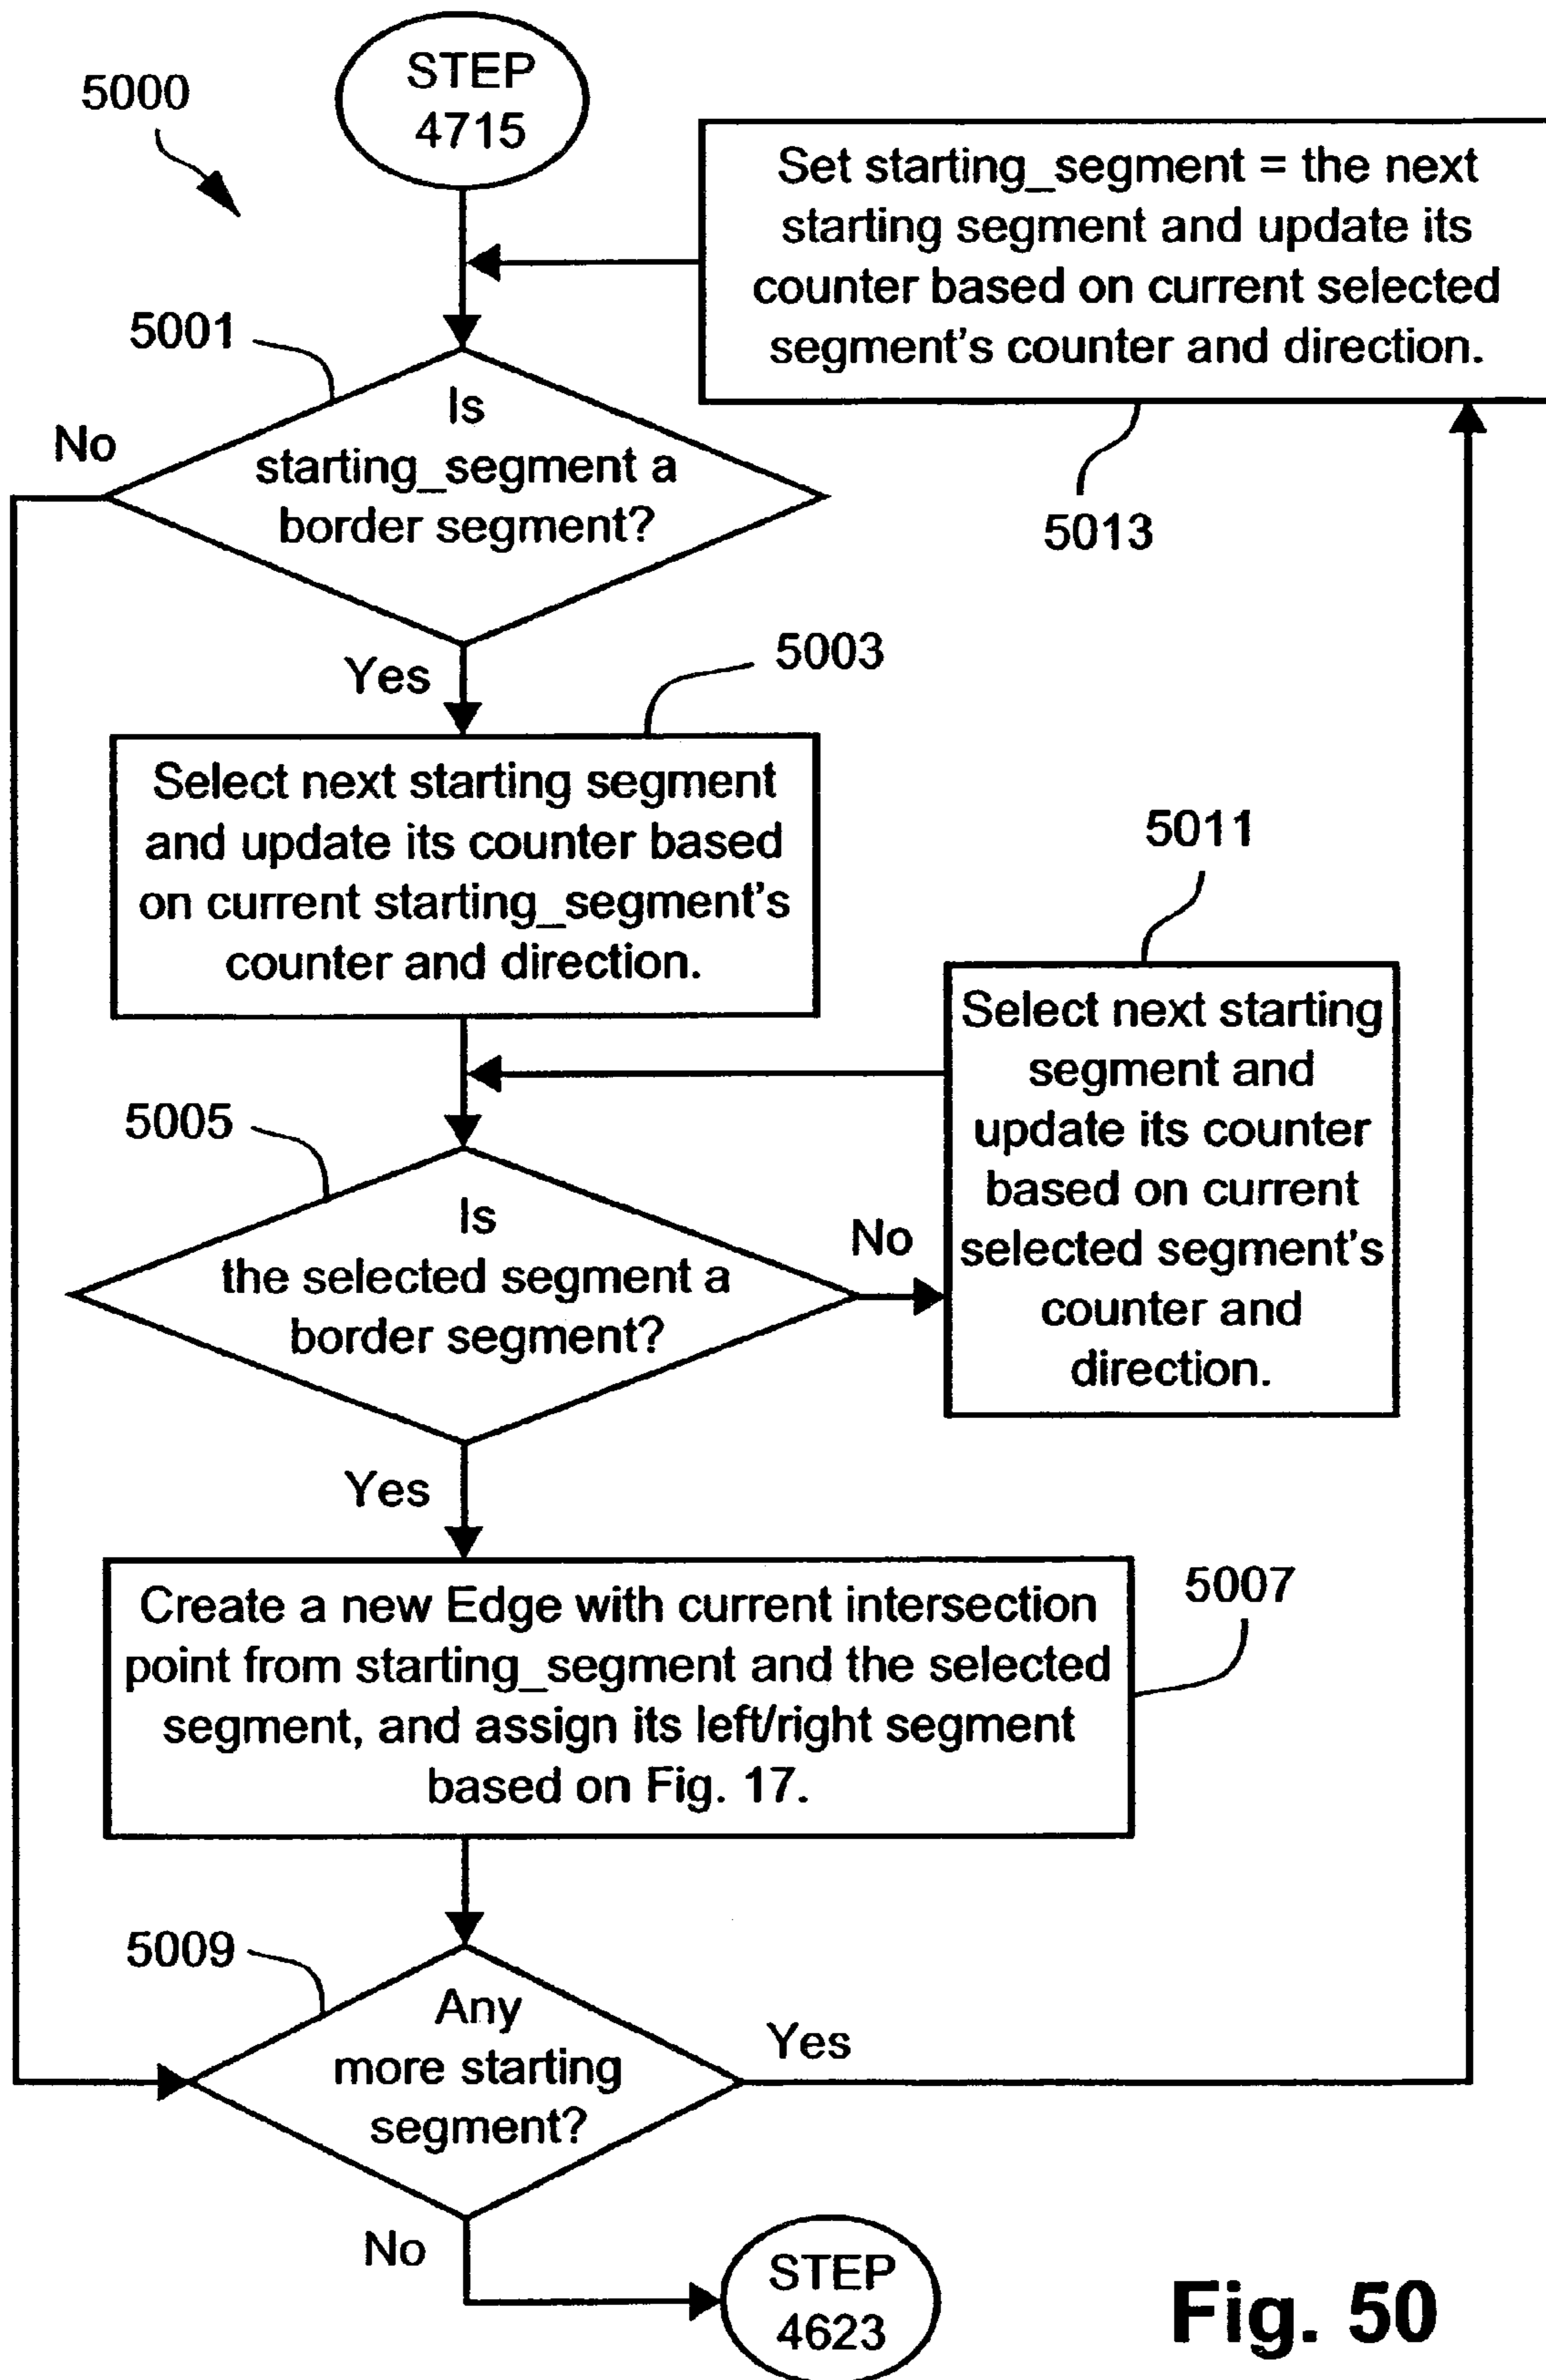 STEP
4715
5000
Set starting_segment = the next
starting segment and update its
counter based on current selected
segment's counter and direction.
5013
5001
Is
starting_segment a
border segment?
No
Yes
5003
Select next starting segment
and update its counter based
on current starting_segment's
counter and direction.
5011
Select next starting
segment and
update its counter
based on current
selected segment's
counter and
direction.
5005
Is
the selected segment a
border segment?
No
Yes
Create a new Edge with current intersection
point from starting_segment and the selected
segment, and assign its left/right segment
based on Fig. 17.
5007
5009
Any
more starting
segment?
Yes
No
STEP
4623
Fig. 50